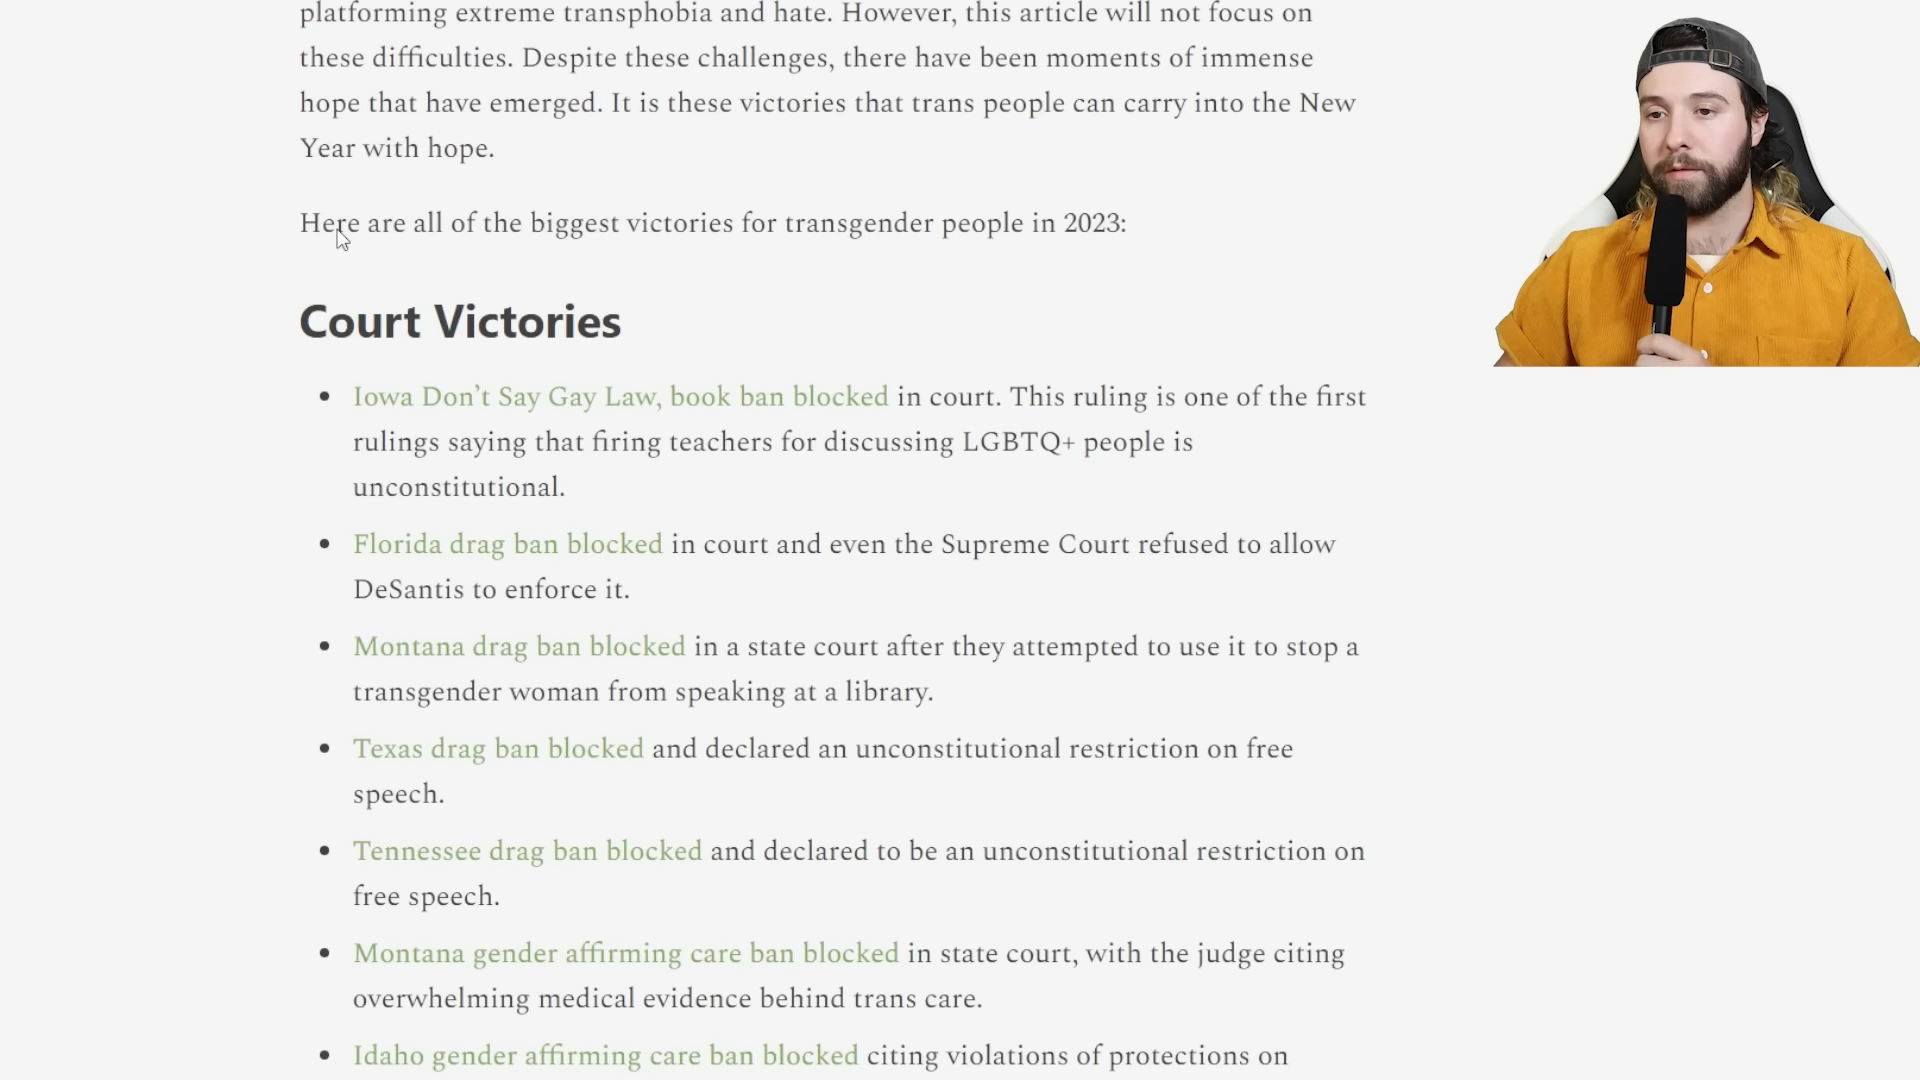 platforming extreme transphobia and hate. However, this article will not focus on
these difficulties. Despite these challenges, there have been moments of immense
hope that have emerged. It is these victories that trans people can carry into the New
Year with hope.
Here are all of the biggest victories for transgender people in 2023:
Court Victories
• Iowa Don’t Say Gay Law, book ban blocked in court. This ruling is one of the first
rulings saying that firing teachers for discussing LGBTQ+ people is
unconstitutional.
• Florida drag ban blocked in court and even the Supreme Court refused to allow
DeSantis to enforce it.
• Montana drag ban blocked in a state court after they attempted to use it to stop a
transgender woman from speaking at a library.
• Texas drag ban blocked and declared an unconstitutional restriction on free
speech.
• Tennessee drag ban blocked and declared to be an unconstitutional restriction on
free speech.
• Montana gender affirming care ban blocked in state court, with the judge citing
overwhelming medical evidence behind trans care.
• Idaho gender affirming care ban blocked citing violations of protections on